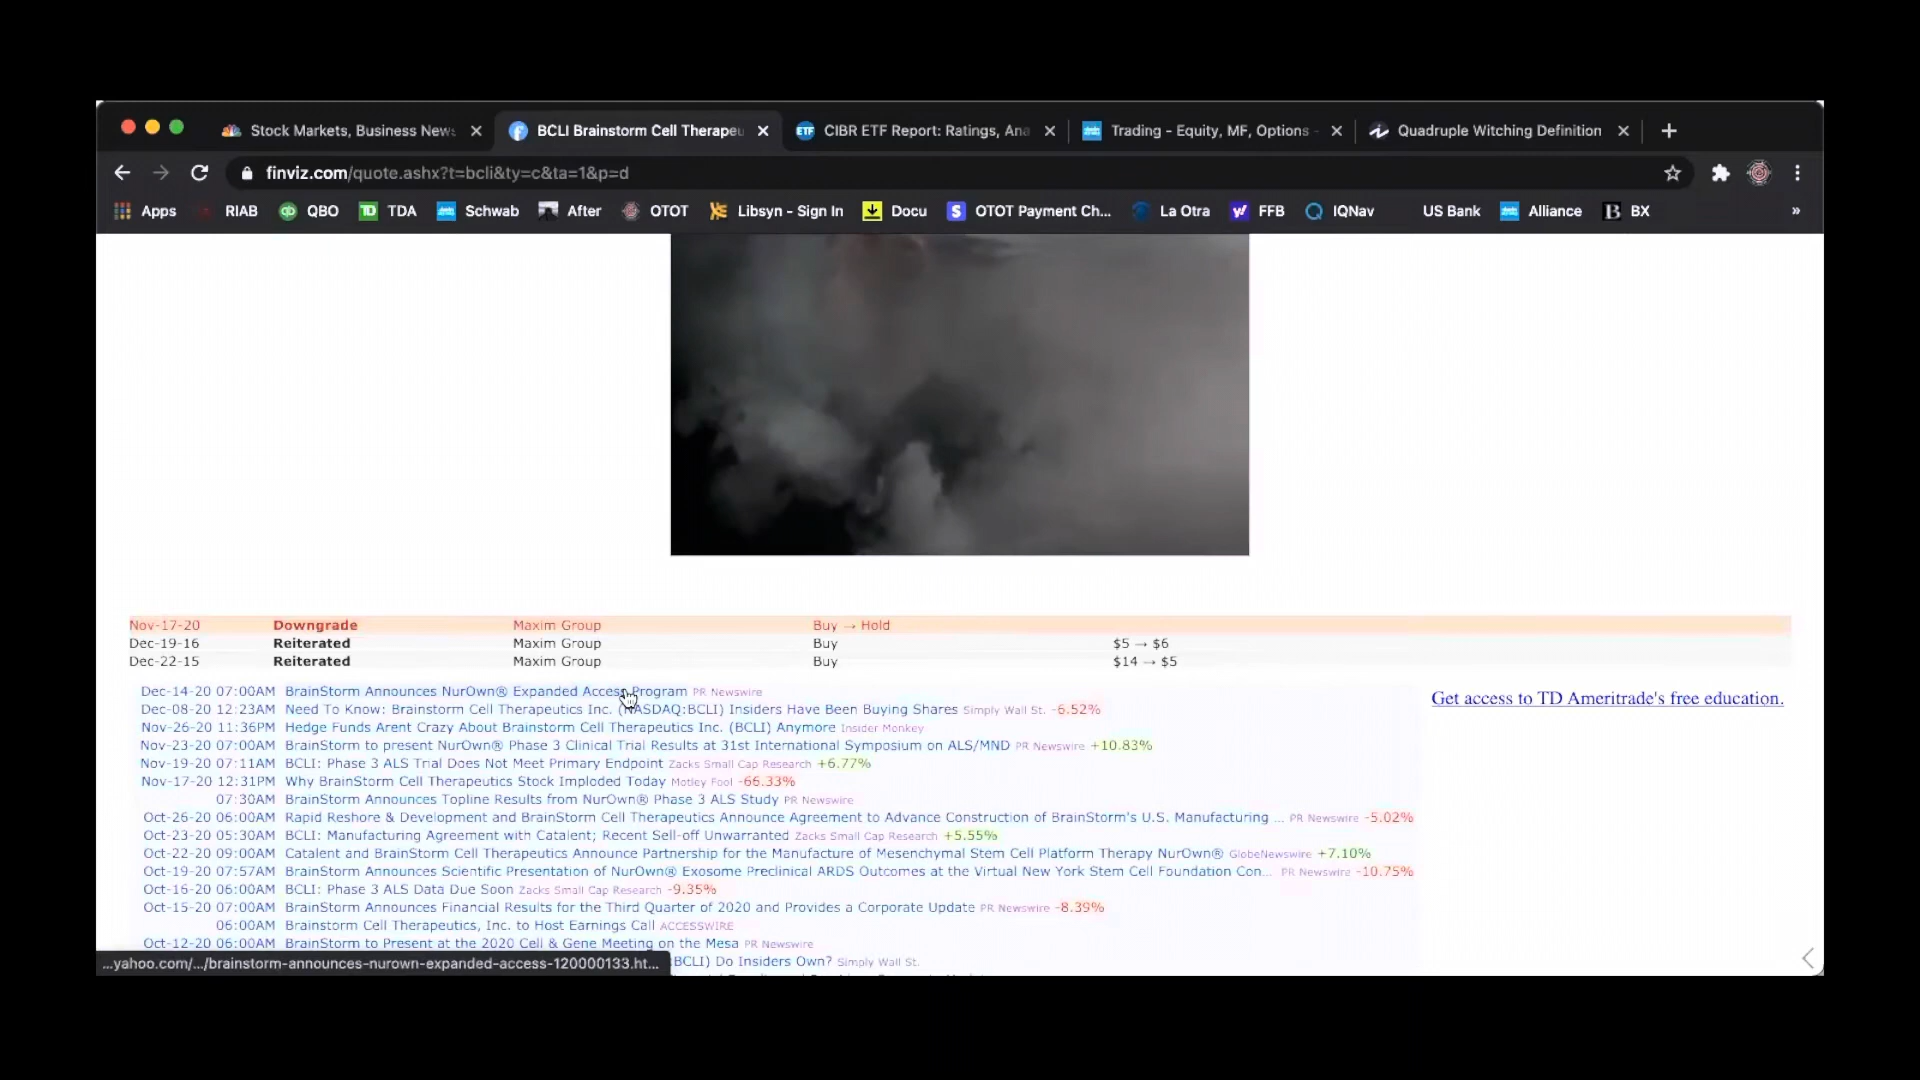 Stock Markets, Business News
BCLI Brainstorm Cell Therapeu
ETF CIBR ETF Report: Ratings, Ana
Trading - Equity, MF, Options -
Quadruple Witching Definition
finviz.com/quote.ashx?t=bcli&ty=c&ta=1&p=d
Apps RIAB QBO TDA Schwab After OTOT Libsyn - Sign In Docu OTOT Payment Ch... La Otra FFB IQNav US Bank Alliance BX »
Nov-17-20 Downgrade Maxim Group Buy → Hold
Dec-19-16 Reiterated Maxim Group Buy $5 → $6
Dec-22-15 Reiterated Maxim Group Buy $14 → $5
Dec-14-20 07:00AM BrainStorm Announces NurOwn® Expanded Access Program PR Newswire
Dec-08-20 12:23AM Need To Know: Brainstorm Cell Therapeutics Inc. (NASDAQ:BCLI) Insiders Have Been Buying Shares Simply Wall St. -6.52%
Nov-26-20 11:36PM Hedge Funds Arent Crazy About Brainstorm Cell Therapeutics Inc. (BCLI) Anymore Insider Monkey
Nov-23-20 07:00AM BrainStorm to present NurOwn® Phase 3 Clinical Trial Results at 31st International Symposium on ALS/MND PR Newswire +10.83%
Nov-19-20 07:11AM BCLI: Phase 3 ALS Trial Does Not Meet Primary Endpoint Zacks Small Cap Research +6.77%
Nov-17-20 12:31PM Why BrainStorm Cell Therapeutics Stock Imploded Today Motley Fool -66.33%
07:30AM BrainStorm Announces Topline Results from NurOwn® Phase 3 ALS Study PR Newswire
Oct-26-20 06:00AM Rapid Reshore & Development and BrainStorm Cell Therapeutics Announce Agreement to Advance Construction of BrainStorm's U.S. Manufacturing ... PR Newswire -5.02%
Oct-23-20 05:30AM BCLI: Manufacturing Agreement with Catalent; Recent Sell-off Unwarranted Zacks Small Cap Research +5.55%
Oct-22-20 09:00AM Catalent and BrainStorm Cell Therapeutics Announce Partnership for the Manufacture of Mesenchymal Stem Cell Platform Therapy NurOwn® GlobeNewswire +7.10%
Oct-19-20 07:57AM BrainStorm Announces Scientific Presentation of NurOwn® Exosome Preclinical ARDS Outcomes at the Virtual New York Stem Cell Foundation Con... PR Newswire -10.75%
Oct-16-20 06:00AM BCLI: Phase 3 ALS Data Due Soon Zacks Small Cap Research -9.35%
Oct-15-20 07:00AM BrainStorm Announces Financial Results for the Third Quarter of 2020 and Provides a Corporate Update PR Newswire -8.39%
06:00AM Brainstorm Cell Therapeutics, Inc. to Host Earnings Call ACCESSWIRE
Oct-12-20 06:00AM BrainStorm to Present at the 2020 Cell & Gene Meeting on the Mesa PR Newswire
BCLI) Do Insiders Own? Simply Wall St.
Get access to TD Ameritrade's free education.
...yahoo.com/.../brainstorm-announces-nurown-expanded-access-120000133.ht...